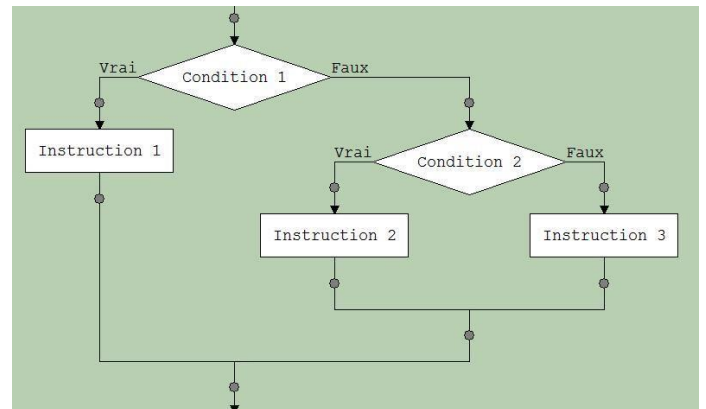 Vrai
Condition 1
Faux
Instruction 1
Vrai
Condition 2
Faux
Instruction 2
Instruction 3